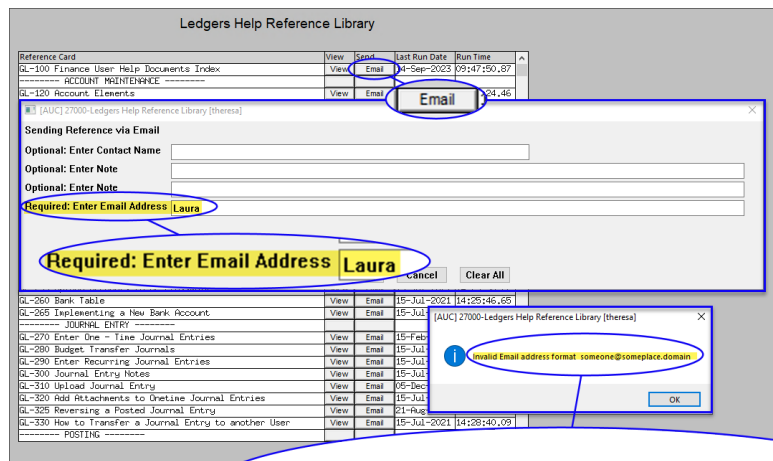 Ledgers Help Reference Library
Reference Card View Send Last Run Date Run Time
GL-100 Finance User Help Documents Index View Email -Sep-2023 09:47:50.87
-------- ACCOUNT MAINTENANCE --------
GL-120 Account Elements View Email 24.46
Email
[AUC] 27000-Ledgers Help Reference Library [theresa]
Sending Reference via Email
Optional: Enter Contact Name
Optional: Enter Note
Optional: Enter Note
Required: Enter Email Address Laura
Required: Enter Email Address Laura
Cancel Clear All
GL-260 Bank Table View Email 15-Jul-2021 14:25:46.65
GL-265 Implementing a New Bank Account View Email 15-Jul-
-------- JOURNAL ENTRY --------
[AUC] 27000-Ledgers Help Reference Library [theresa]
GL-270 Enter One - Time Journal Entries View Email 15-Feb-
GL-280 Budget Transfer Journals View Email 15-Jul-
GL-290 Enter Recurring Journal Entries View Email 15-Jul-
Invalid Email address format someone@someplace.domain
GL-300 Journal Entry Notes View Email 15-Jul-
GL-310 Upload Journal Entry View Email 05-Dec-
GL-320 Add Attachments to Onetime Journal Entries View Email 15-Jul-
OK
GL-325 Reversing a Posted Journal Entry View Email 21-Aug-
GL-330 How to Transfer a Journal Entry to another User View Email 15-Jul-2021 14:28:40.09
-------- POSTING --------